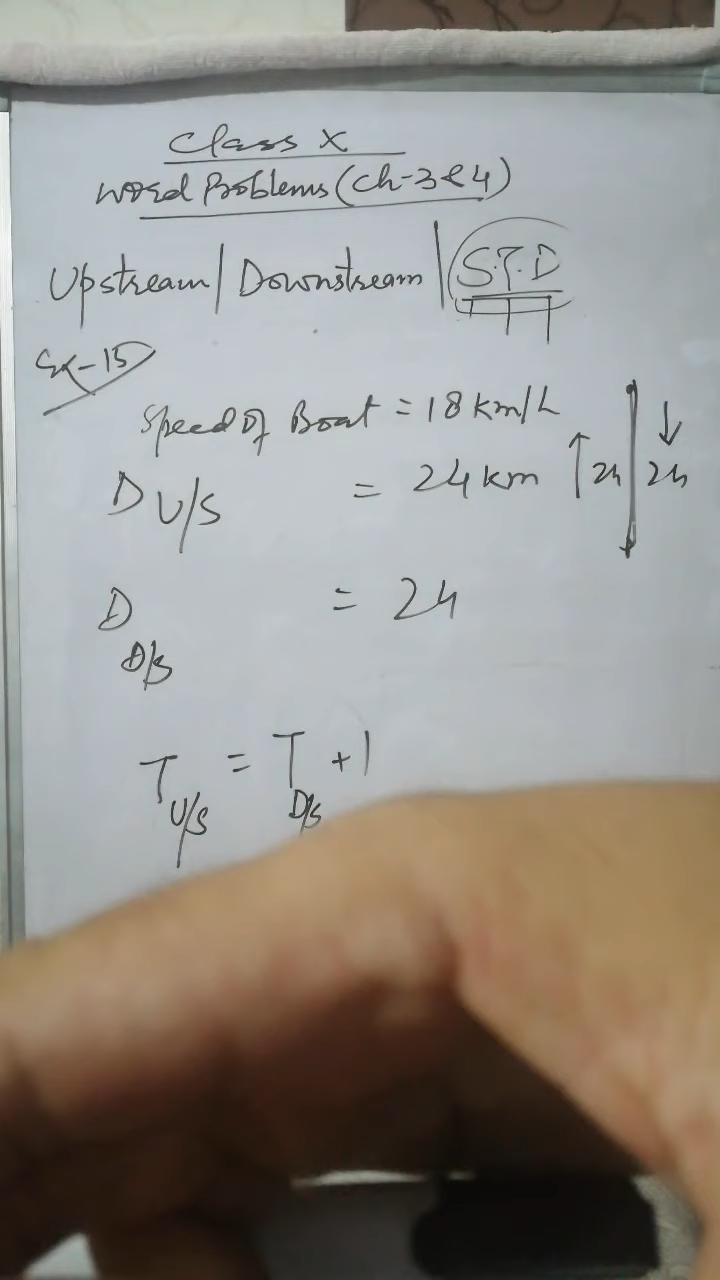 Class X
Word Problems (Ch-3&4)
Upstream | Downstream | S.T.D
Ex-15
Speed of Boat = 18 km/h
D U/S = 24 km ↑ 24 ↓ 24
D D/S = 24
T U/S = T D/S + 1